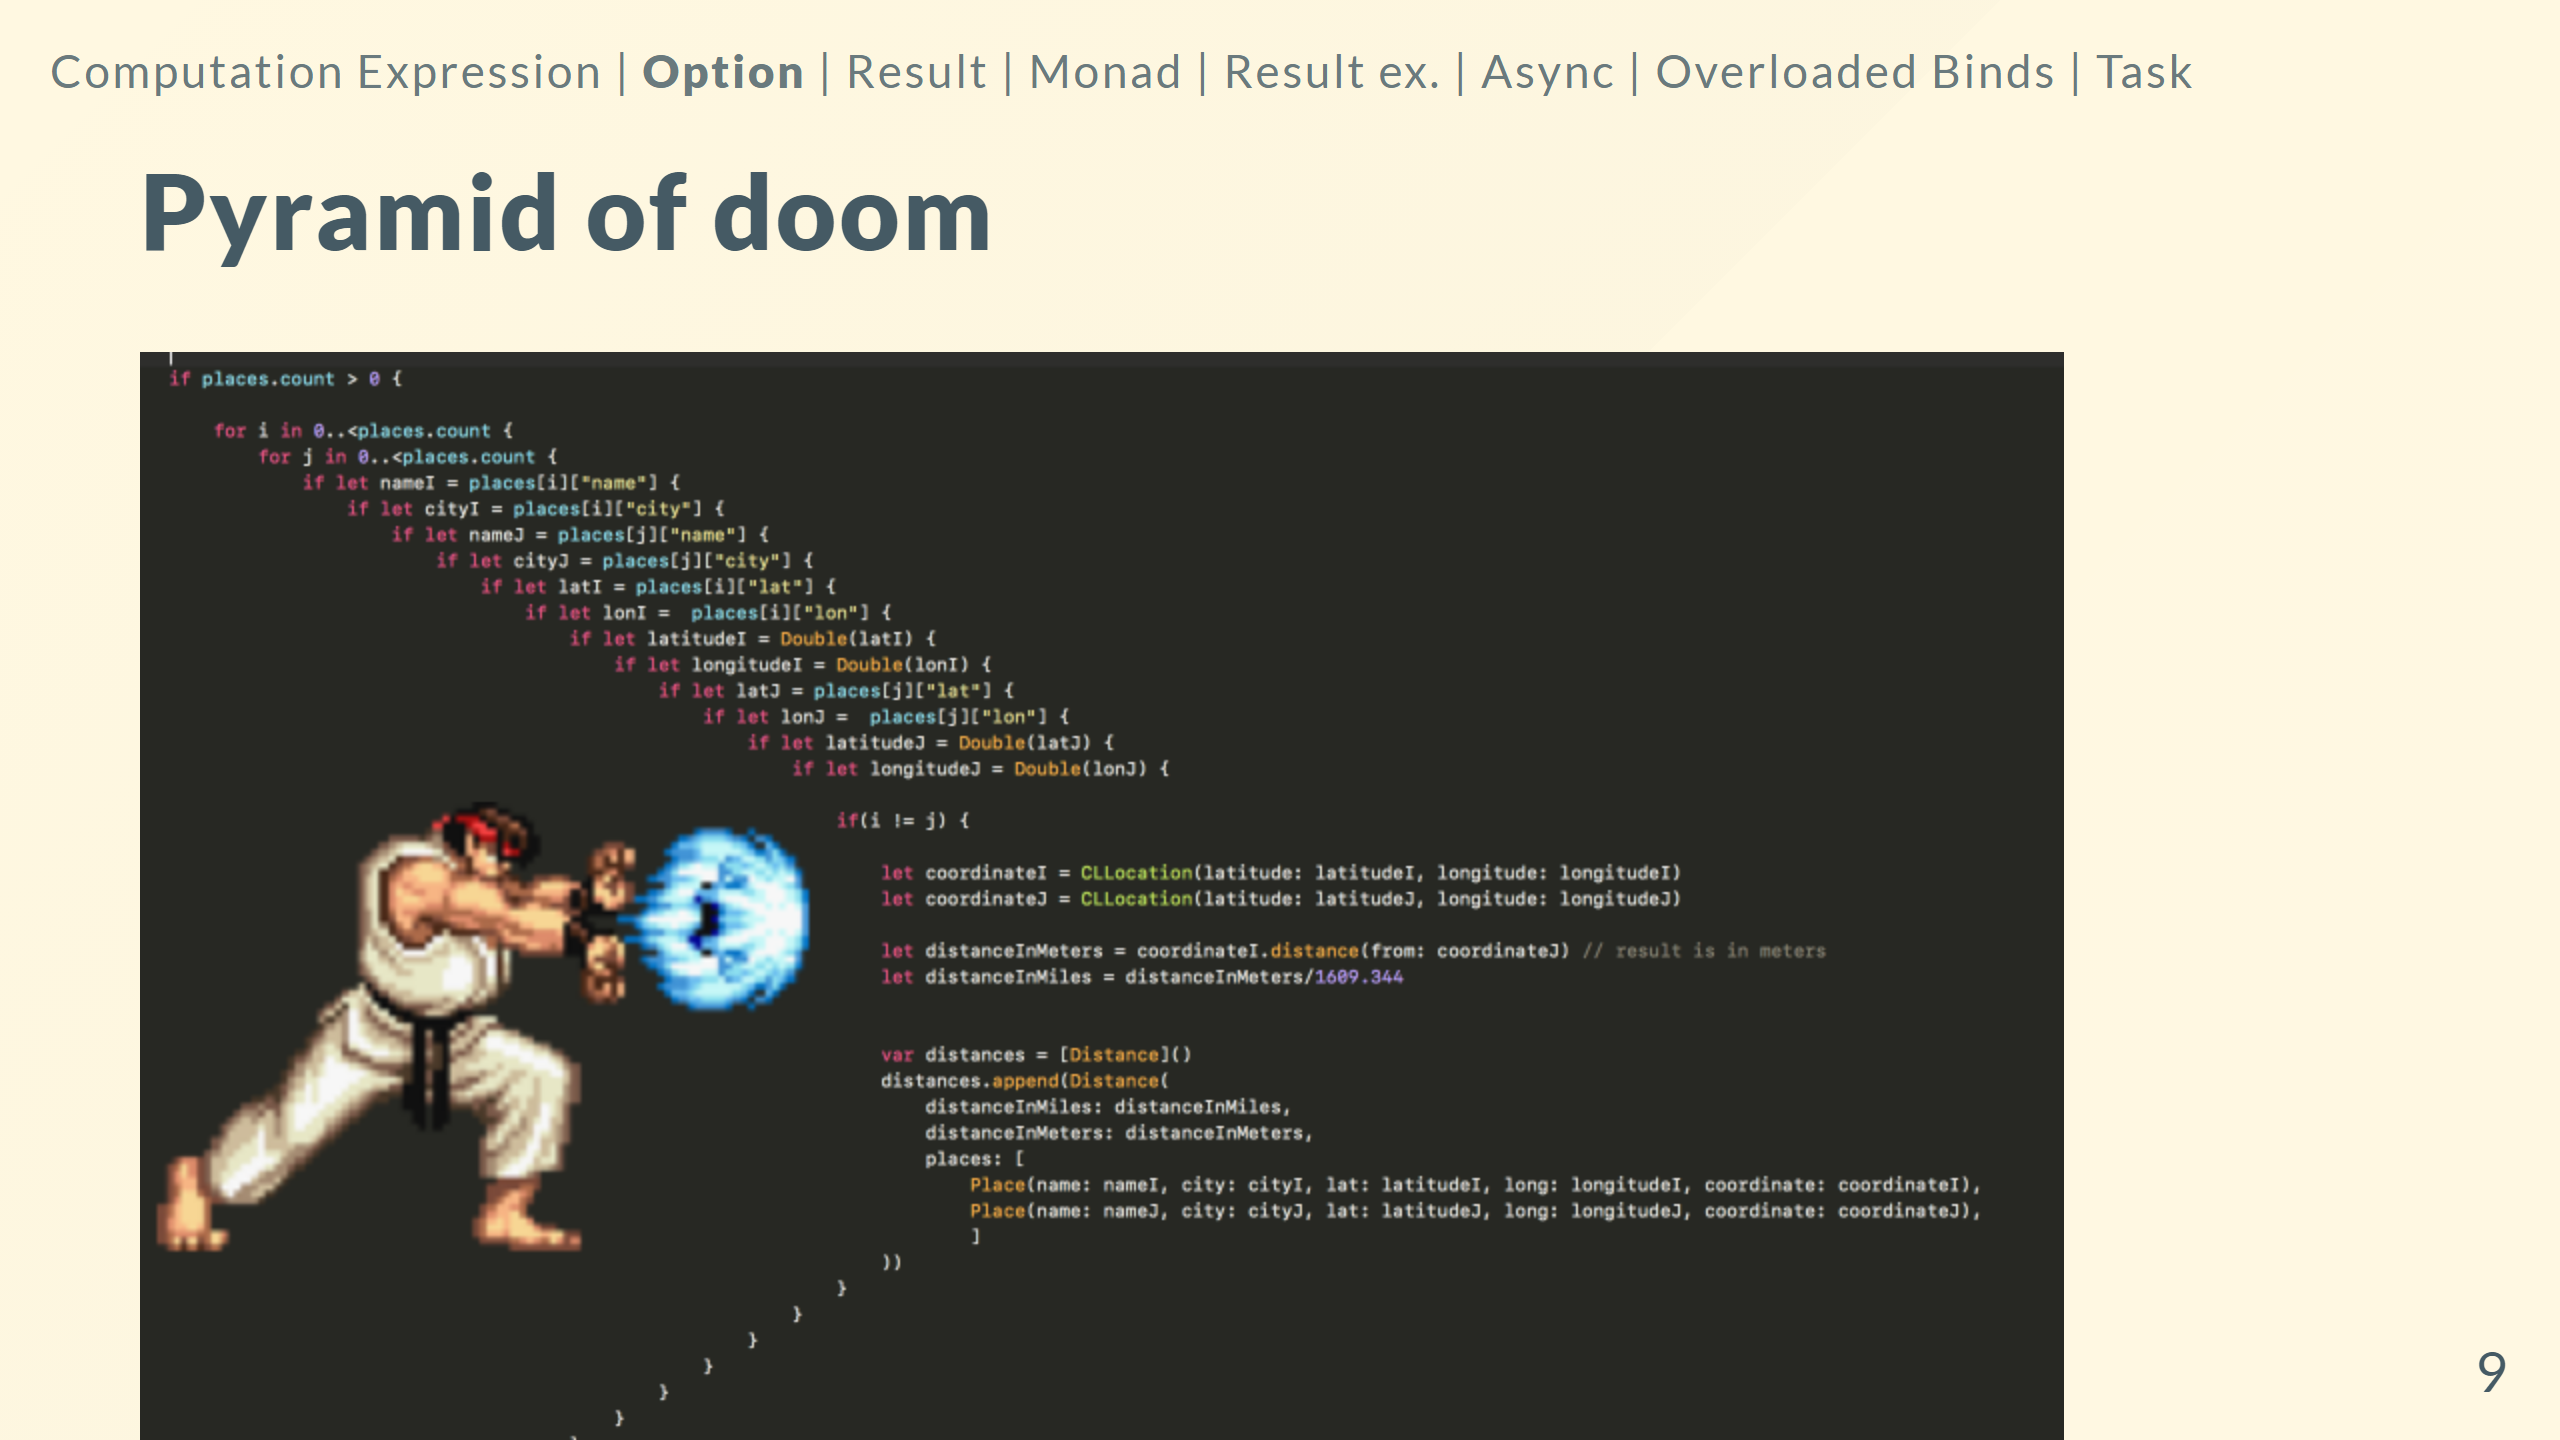 Computation Expression | Option | Result | Monad | Result ex. | Async | Overloaded Binds | Task
Pyramid of doom
if places.count > 0 {
for i in 0..<places.count {
for j in 0..<places.count {
if let nameI = places[i]["name"] {
if let cityI = places[i]["city"] {
if let nameJ = places[j]["name"] {
if let cityJ = places[j]["city"] {
if let latI = places[i]["lat"] {
if let lonI =  places[i]["lon"] {
if let latitudeI = Double(latI) {
if let longitudeI = Double(lonI) {
if let latJ = places[j]["lat"] {
if let lonJ =  places[j]["lon"] {
if let latitudeJ = Double(latJ) {
if let longitudeJ = Double(lonJ) {
if(i != j) {
let coordinateI = CLLocation(latitude: latitudeI, longitude: longitudeI)
let coordinateJ = CLLocation(latitude: latitudeJ, longitude: longitudeJ)
let distanceInMeters = coordinateI.distance(from: coordinateJ) // result is in meters
let distanceInMiles = distanceInMeters/1609.344
var distances = [Distance]()
distances.append(Distance(
distanceInMiles: distanceInMiles,
distanceInMeters: distanceInMeters,
places: [
Place(name: nameI, city: cityI, lat: latitudeI, long: longitudeI, coordinate: coordinateI),
Place(name: nameJ, city: cityJ, lat: latitudeJ, long: longitudeJ, coordinate: coordinateJ),
]
))
}
}
}
}
}
}
9